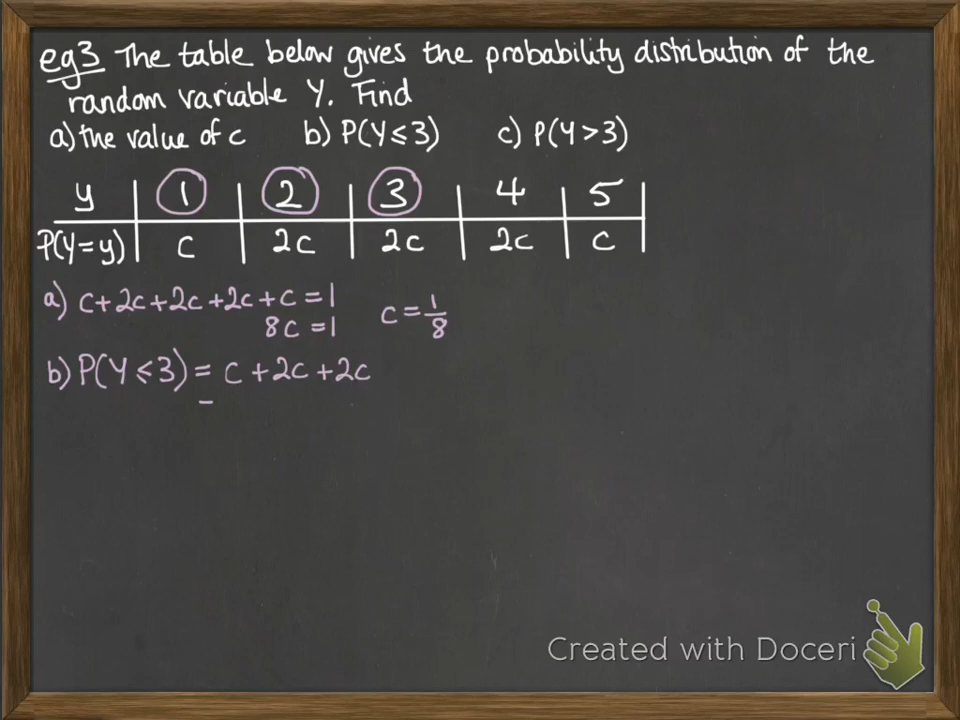 eg3 The table below gives the probability distribution of the
random variable Y. Find
a) the value of c b) P(Y≤3) c) P(Y>3)
y | 1 | 2 | 3 | 4 | 5 |
P(Y=y) | c | 2c | 2c | 2c | c |
a) c+2c+2c+2c+c=1
8c=1 c=1/8
b) P(Y≤3)= c+2c+2c
Created with Doceri